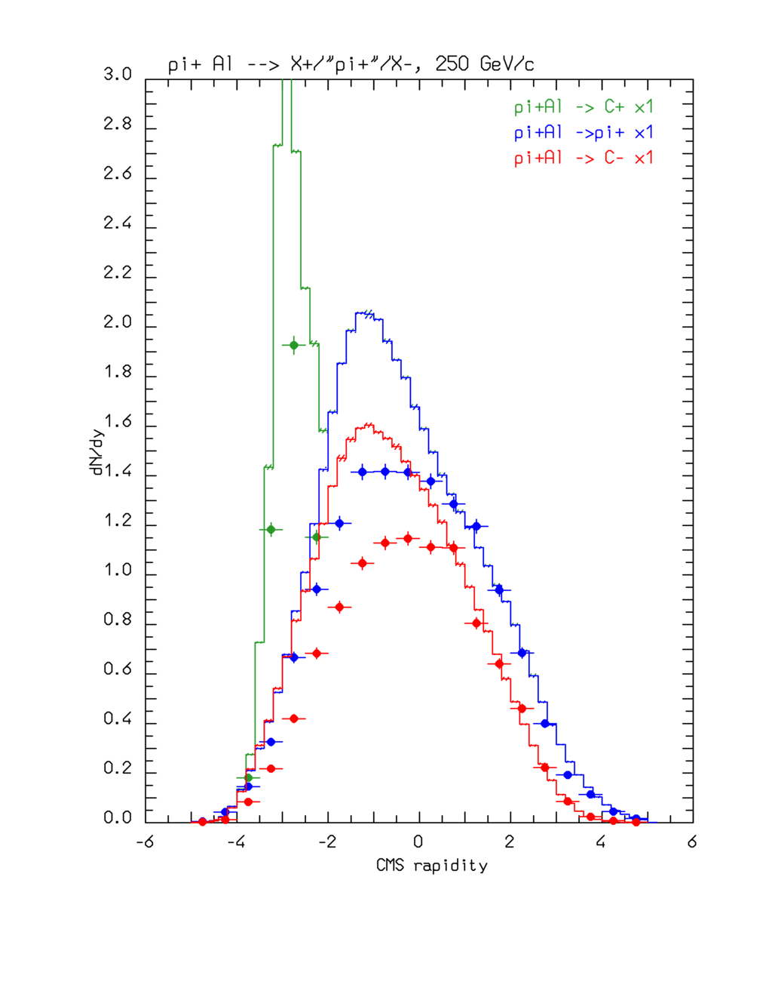 pi+ Al --> X+/"pi+"/X-, 250 GeV/c
3.0
pi+Al -> C+ x1
2.8
pi+Al ->pi+ x1
pi+Al -> C- x1
2.6
2.4
2.2
2.0
1.8
1.6
dN/dy
1.4
1.2
1.0
0.8
0.6
0.4
0.2
0.0
-6 -4 -2 0 2 4 6
CMS rapidity